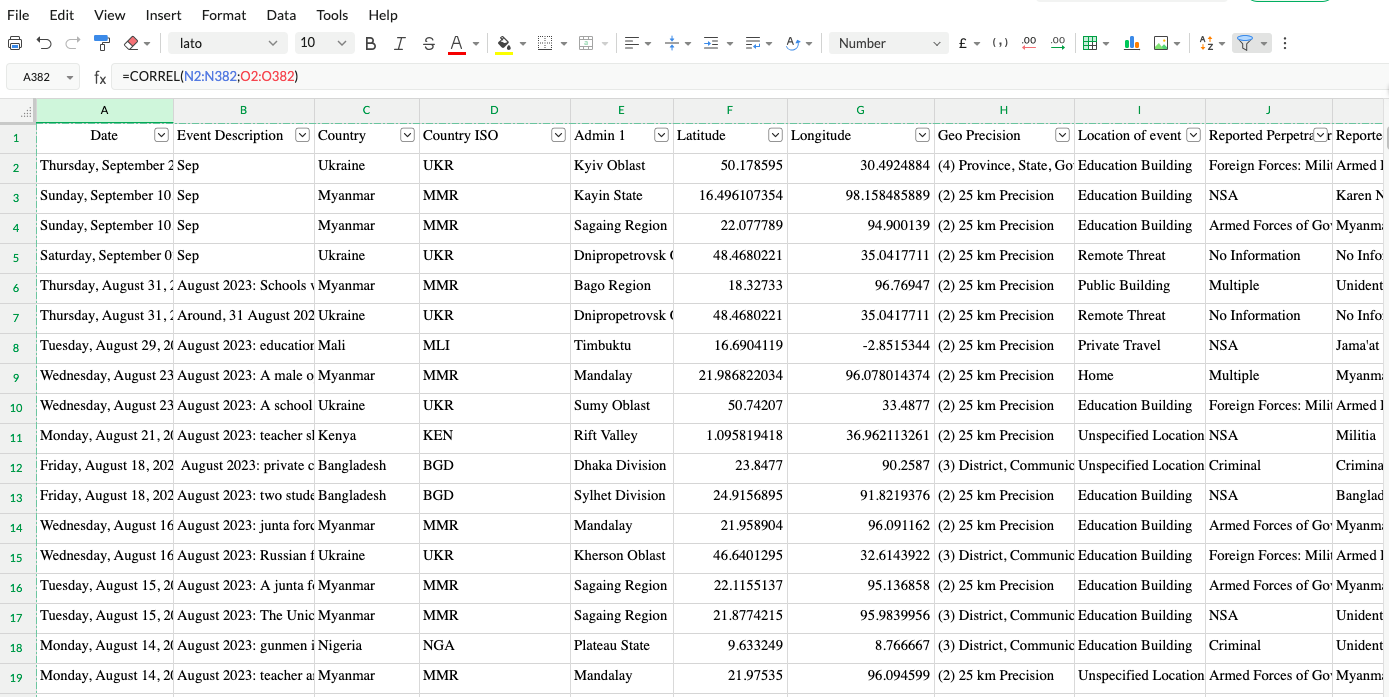 File Edit View Insert Format Data Tools Help
lato 10 B I S A Number £ (,) .00 .00 A Z
A382 fx =CORREL(N2:N382;O2:O382)
A B C D E F G H I J
1 Date Event Description Country Country ISO Admin 1 Latitude Longitude Geo Precision Location of event Reported Perpetra r Reporte
2 Thursday, September 2 Sep Ukraine UKR Kyiv Oblast 50.178595 30.4924884 (4) Province, State, Go Education Building Foreign Forces: Milit Armed
3 Sunday, September 10 Sep Myanmar MMR Kayin State 16.496107354 98.158485889 (2) 25 km Precision Education Building NSA Karen N
4 Sunday, September 10 Sep Myanmar MMR Sagaing Region 22.077789 94.900139 (2) 25 km Precision Education Building Armed Forces of Go Myanm
5 Saturday, September 0 Sep Ukraine UKR Dnipropetrovsk 48.4680221 35.0417711 (2) 25 km Precision Remote Threat No Information No Info
6 Thursday, August 31, 2 August 2023: Schools Myanmar MMR Bago Region 18.32733 96.76947 (2) 25 km Precision Public Building Multiple Unident
7 Thursday, August 31, 2 Around, 31 August 202 Ukraine UKR Dnipropetrovsk 48.4680221 35.0417711 (2) 25 km Precision Remote Threat No Information No Info
8 Tuesday, August 29, 20 August 2023: education Mali MLI Timbuktu 16.6904119 -2.8515344 (2) 25 km Precision Private Travel NSA Jama'at
9 Wednesday, August 23 August 2023: A male o Myanmar MMR Mandalay 21.986822034 96.078014374 (2) 25 km Precision Home Multiple Myanm
10 Wednesday, August 23 August 2023: A school Ukraine UKR Sumy Oblast 50.74207 33.4877 (2) 25 km Precision Education Building Foreign Forces: Milit Armed
11 Monday, August 21, 20 August 2023: teacher sl Kenya KEN Rift Valley 1.095819418 36.962113261 (2) 25 km Precision Unspecified Location NSA Militia
12 Friday, August 18, 202 August 2023: private c Bangladesh BGD Dhaka Division 23.8477 90.2587 (3) District, Communic Unspecified Location Criminal Crimina
13 Friday, August 18, 202 August 2023: two stude Bangladesh BGD Sylhet Division 24.9156895 91.8219376 (2) 25 km Precision Education Building NSA Banglad
14 Wednesday, August 16 August 2023: junta forc Myanmar MMR Mandalay 21.958904 96.091162 (2) 25 km Precision Education Building Armed Forces of Go Myanm
15 Wednesday, August 16 August 2023: Russian f Ukraine UKR Kherson Oblast 46.6401295 32.6143922 (3) District, Communic Education Building Foreign Forces: Milit Armed
16 Tuesday, August 15, 20 August 2023: A junta f Myanmar MMR Sagaing Region 22.1155137 95.136858 (2) 25 km Precision Education Building Armed Forces of Go Myanm
17 Tuesday, August 15, 20 August 2023: The Unic Myanmar MMR Sagaing Region 21.8774215 95.9839956 (3) District, Communic Education Building NSA Unident
18 Monday, August 14, 20 August 2023: gunmen i Nigeria NGA Plateau State 9.633249 8.766667 (3) District, Communic Education Building Criminal Unident
19 Monday, August 14, 20 August 2023: teacher a Myanmar MMR Mandalay 21.97535 96.094599 (2) 25 km Precision Unspecified Location Armed Forces of Go Myanm